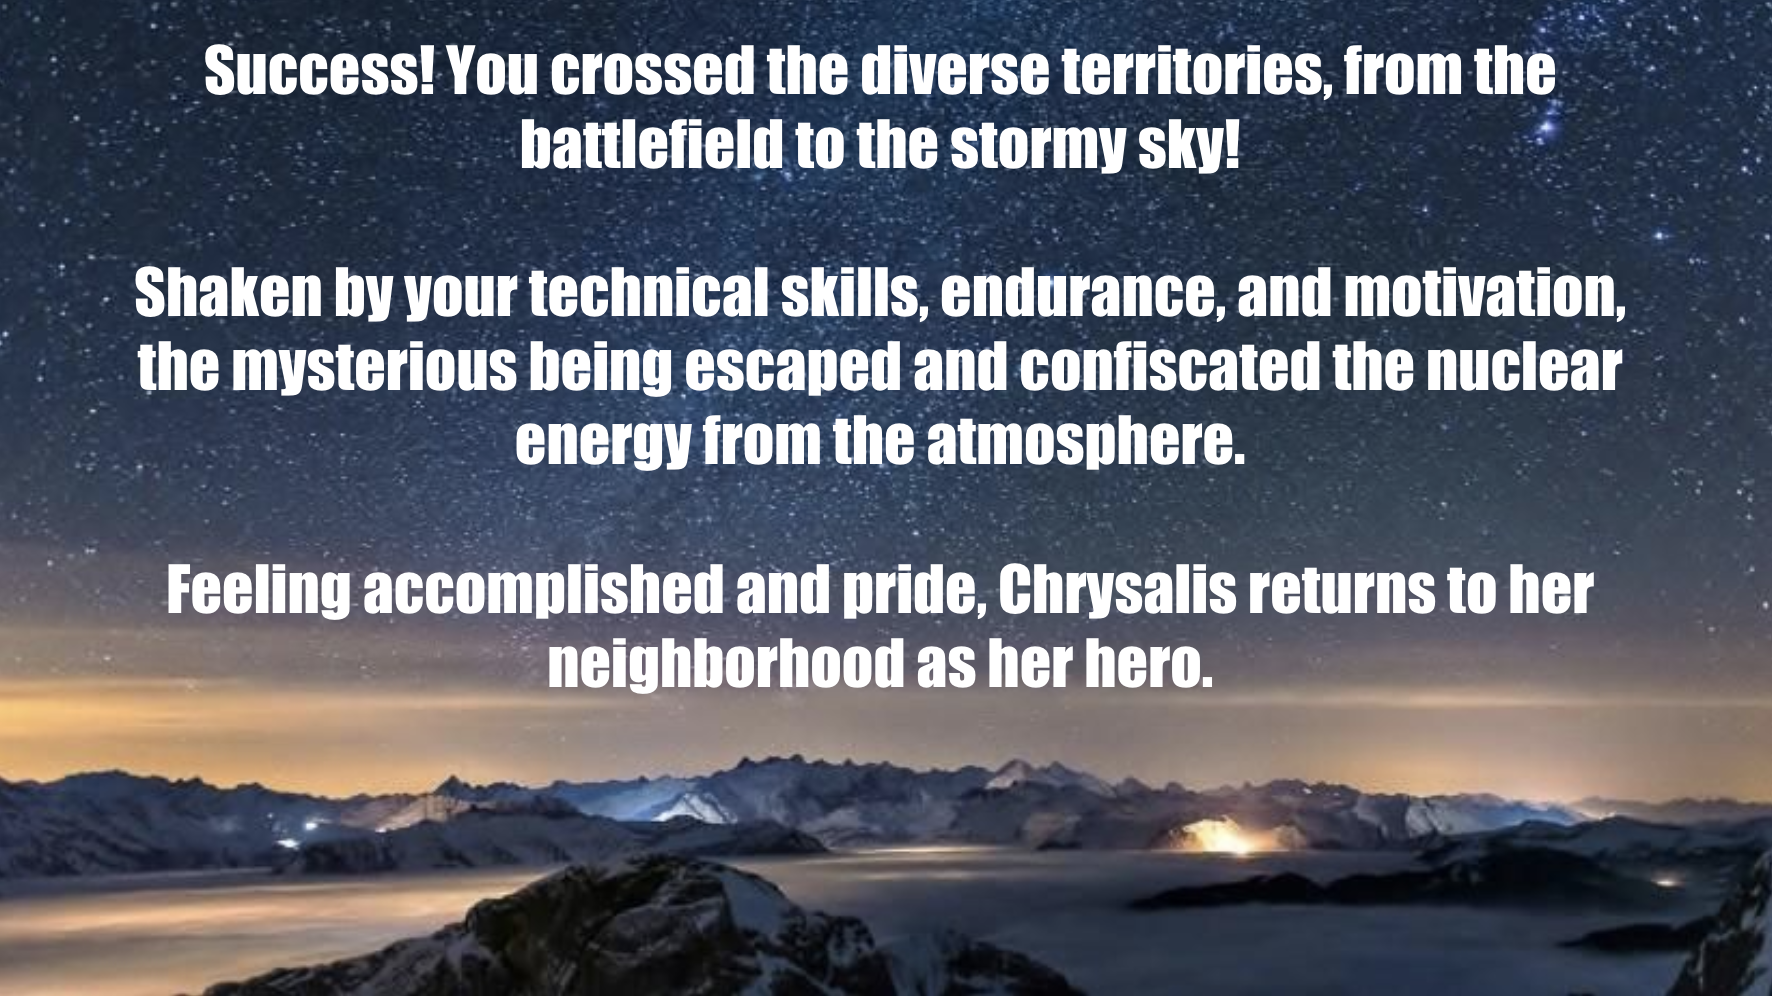 Success! You crossed the diverse territories, from the
battlefield to the stormy sky!
Shaken by your technical skills, endurance, and motivation,
the mysterious being escaped and confiscated the nuclear
energy from the atmosphere.
Feeling accomplished and pride, Chrysalis returns to her
neighborhood as her hero.